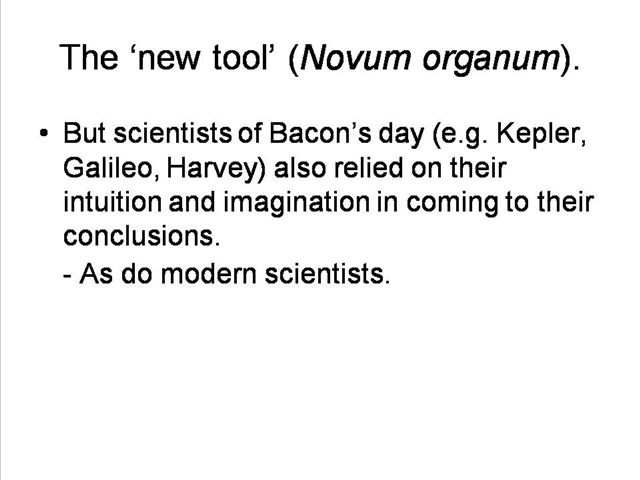 The ‘new tool’ (Novum organum).
• But scientists of Bacon’s day (e.g. Kepler,
Galileo, Harvey) also relied on their
intuition and imagination in coming to their
conclusions.
- As do modern scientists.